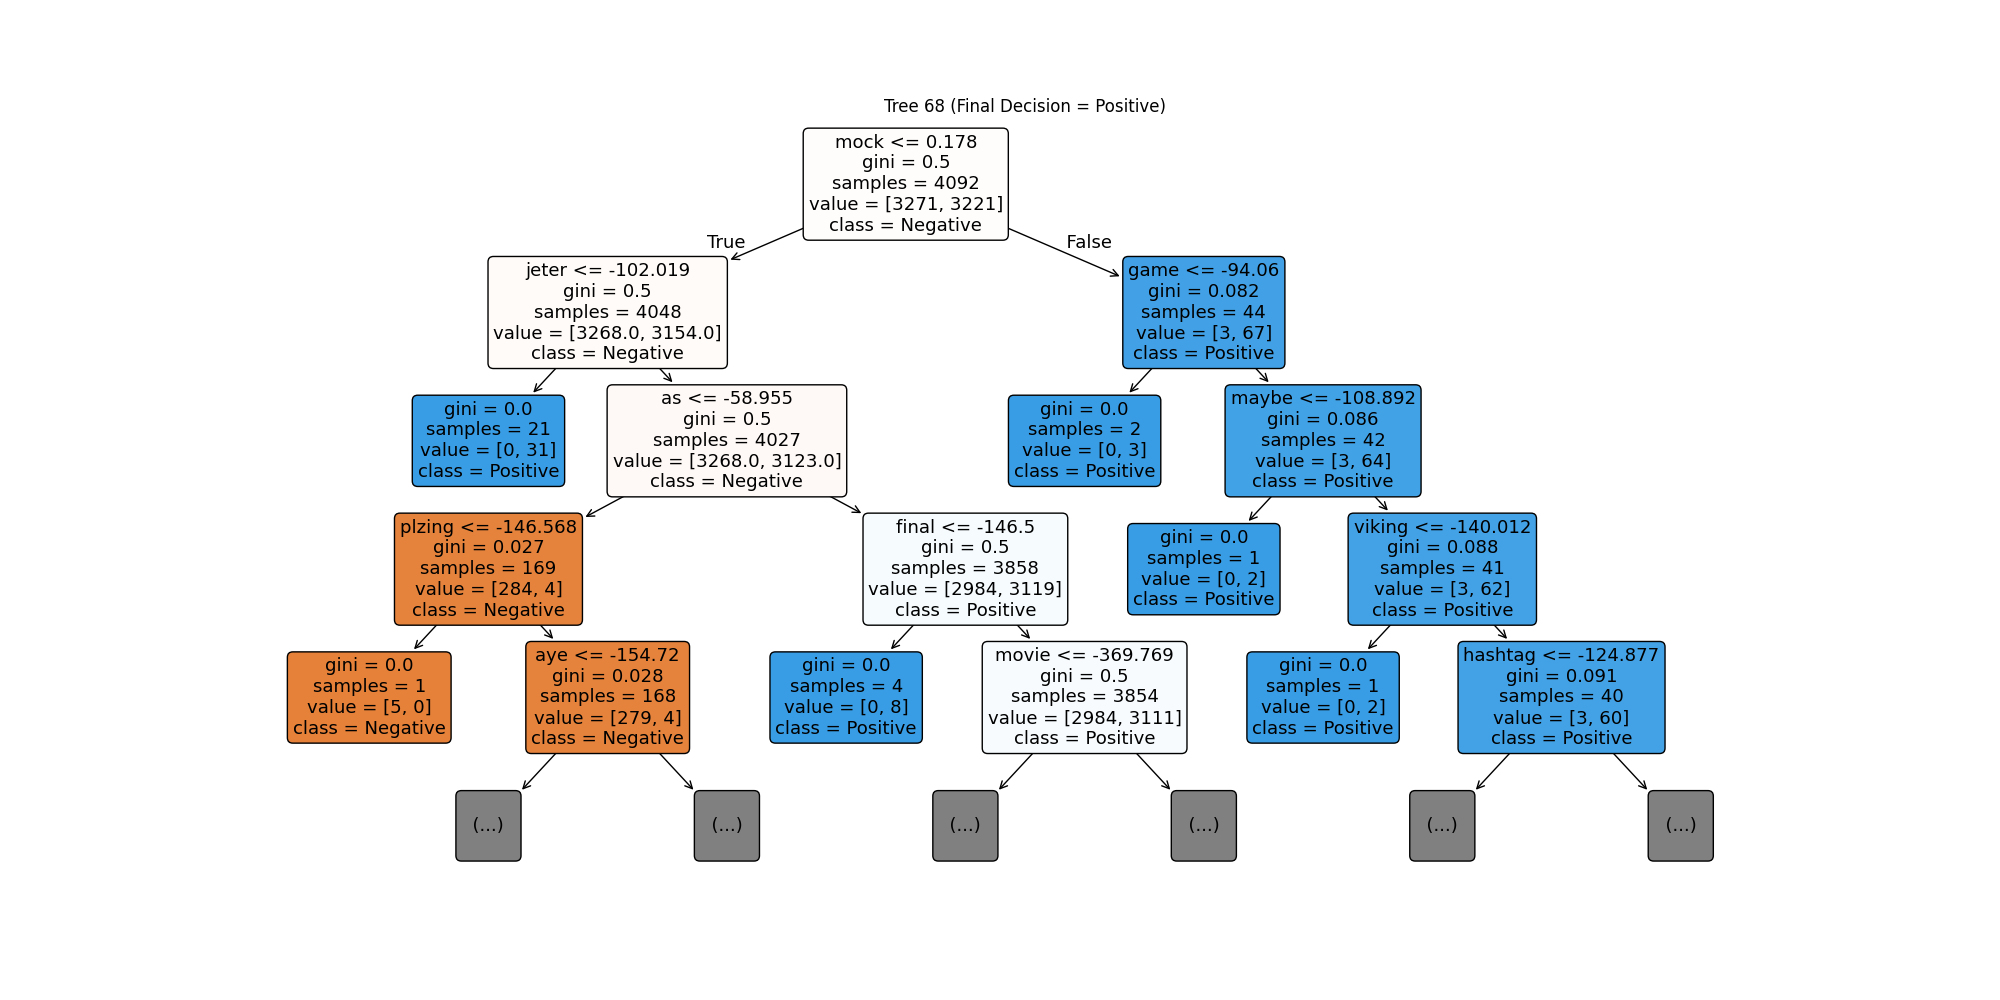 Tree 68 (Final Decision = Positive)
mock <= 0.178
gini = 0.5
samples = 4092
value = [3271, 3221]
class = Negative
True
False
jeter <= -102.019
gini = 0.5
samples = 4048
value = [3268.0, 3154.0]
class = Negative
game <= -94.06
gini = 0.082
samples = 44
value = [3, 67]
class = Positive
gini = 0.0
samples = 21
value = [0, 31]
class = Positive
as <= -58.955
gini = 0.5
samples = 4027
value = [3268.0, 3123.0]
class = Negative
gini = 0.0
samples = 2
value = [0, 3]
class = Positive
maybe <= -108.892
gini = 0.086
samples = 42
value = [3, 64]
class = Positive
plzing <= -146.568
gini = 0.027
samples = 169
value = [284, 4]
class = Negative
final <= -146.5
gini = 0.5
samples = 3858
value = [2984, 3119]
class = Positive
gini = 0.0
samples = 1
value = [0, 2]
class = Positive
viking <= -140.012
gini = 0.088
samples = 41
value = [3, 62]
class = Positive
gini = 0.0
samples = 1
value = [5, 0]
class = Negative
aye <= -154.72
gini = 0.028
samples = 168
value = [279, 4]
class = Negative
gini = 0.0
samples = 4
value = [0, 8]
class = Positive
movie <= -369.769
gini = 0.5
samples = 3854
value = [2984, 3111]
class = Positive
gini = 0.0
samples = 1
value = [0, 2]
class = Positive
hashtag <= -124.877
gini = 0.091
samples = 40
value = [3, 60]
class = Positive
(...)
(...)
(...)
(...)
(...)
(...)